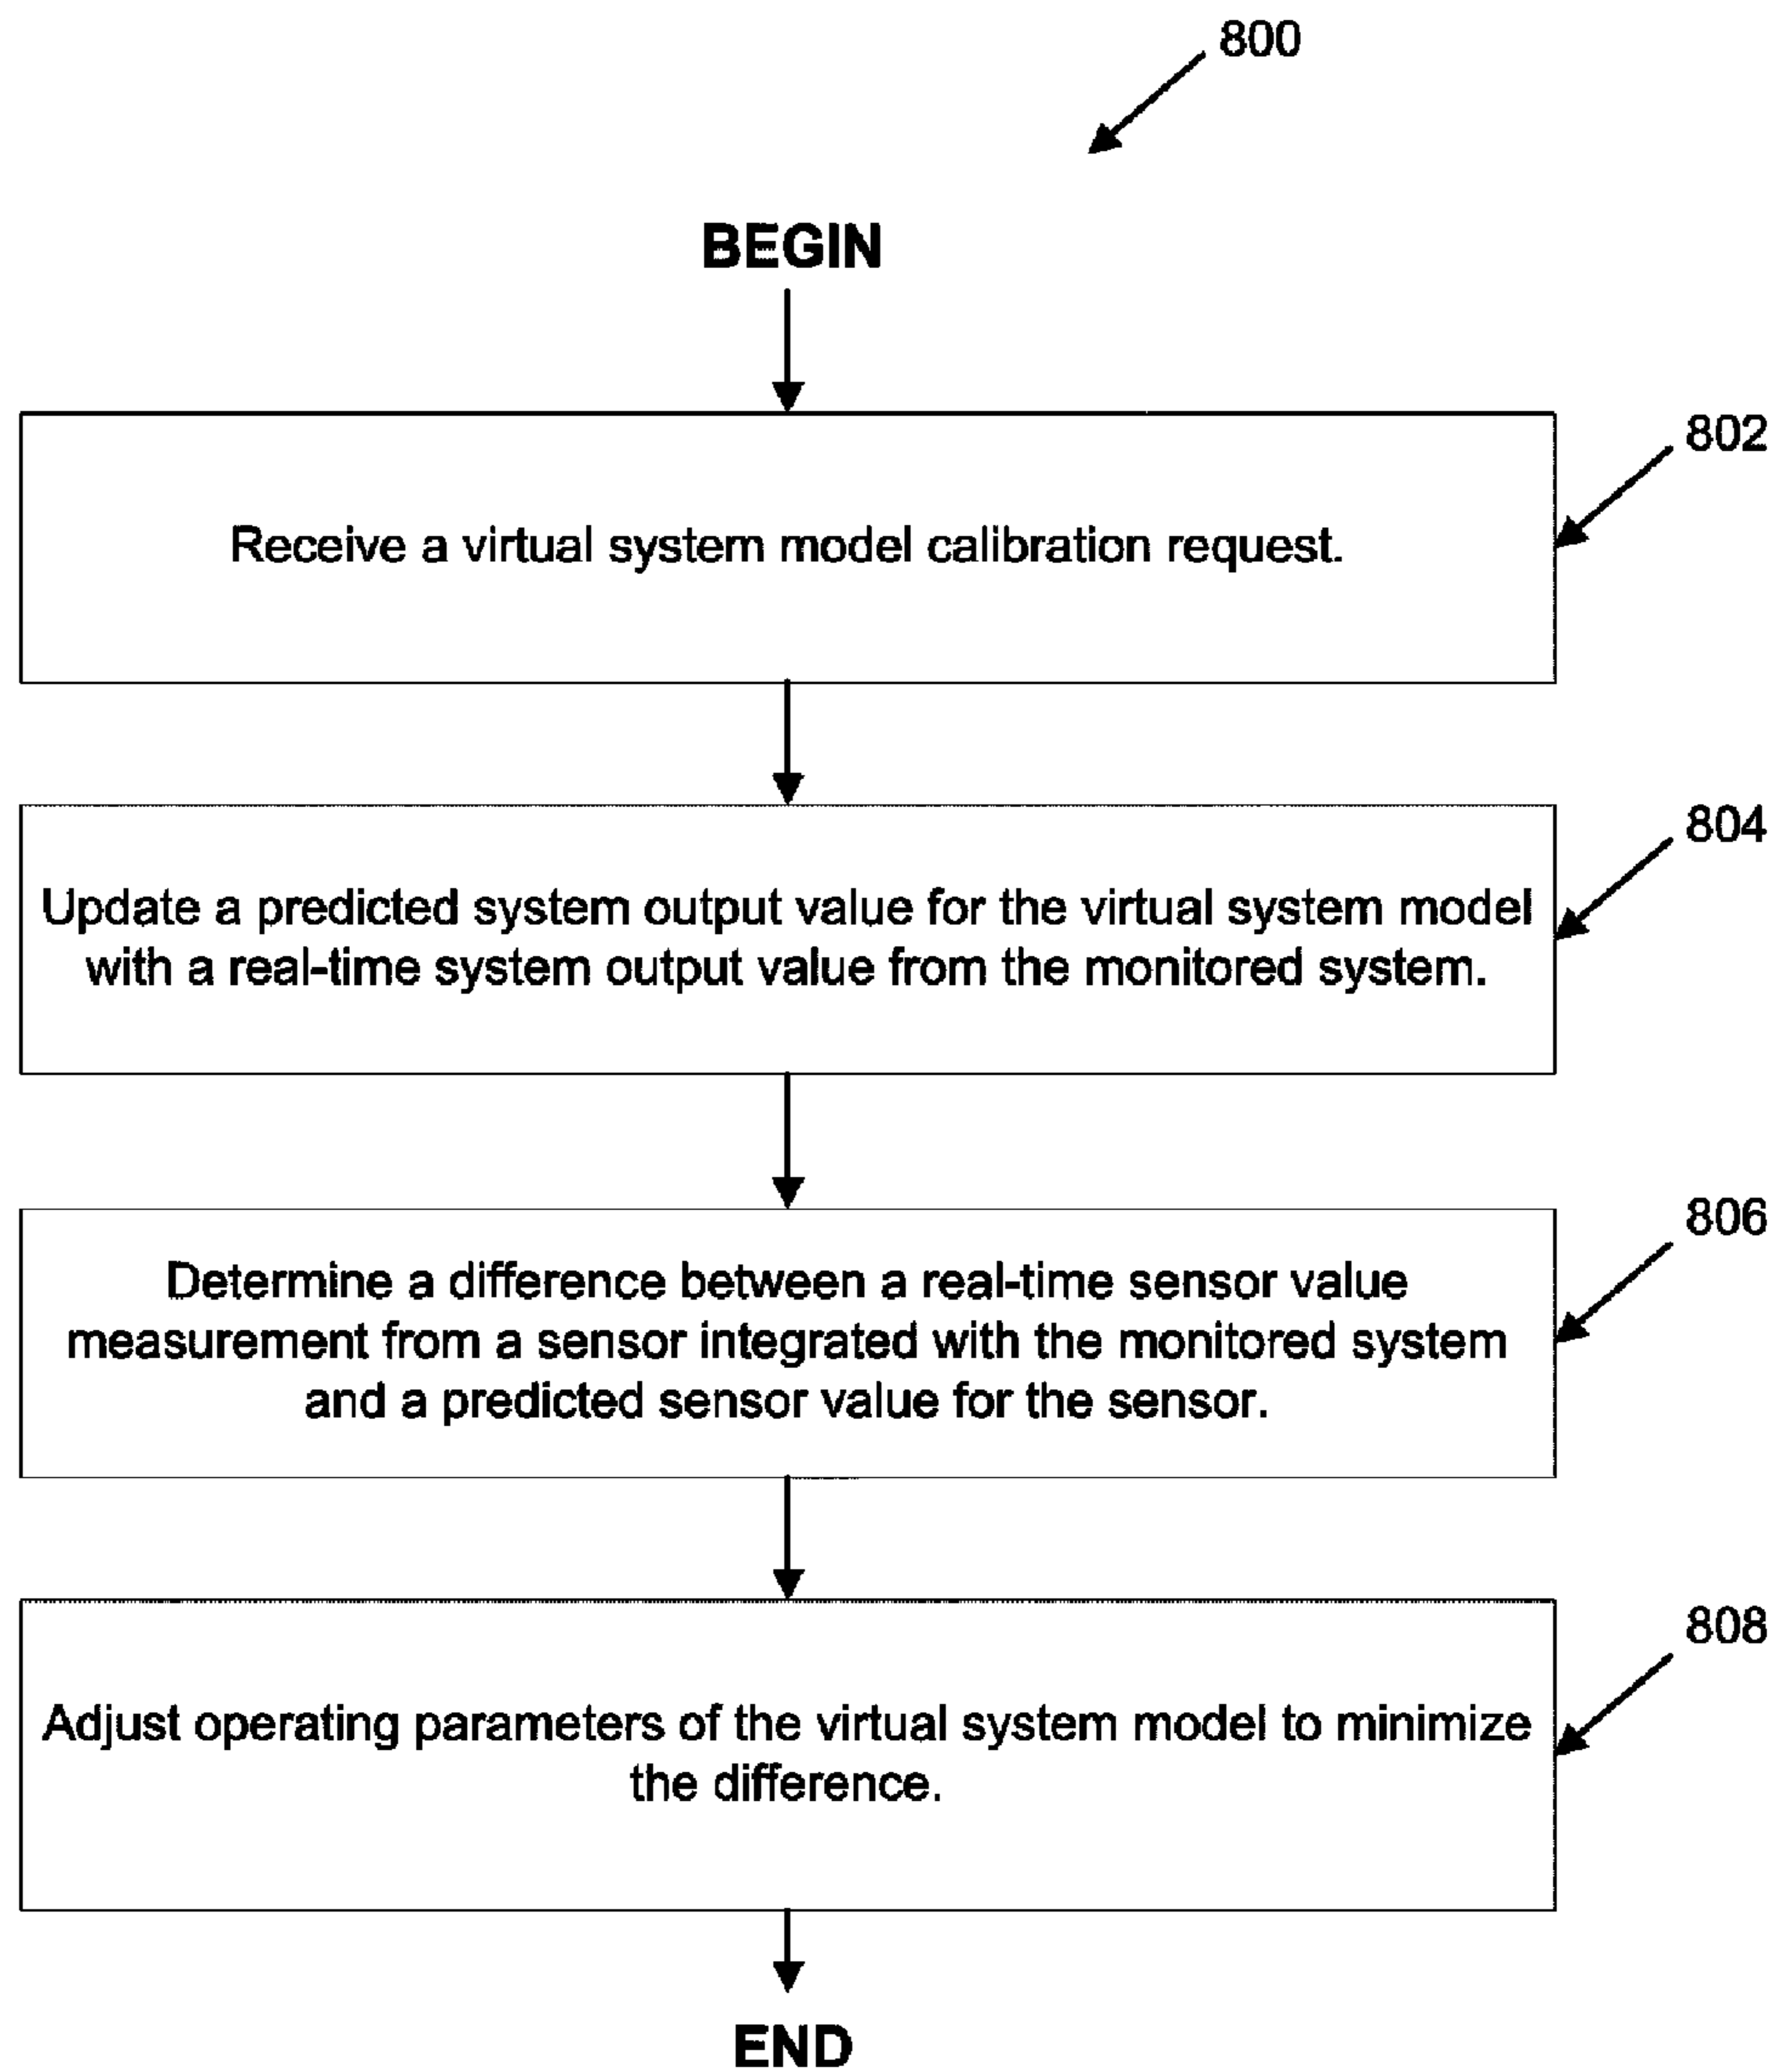 800
BEGIN
802
Receive a virtual system model calibration request.
804
Update a predicted system output value for the virtual system model
with a real-time system output value from the monitored system.
806
Determine a difference between a real-time sensor value
measurement from a sensor integrated with the monitored system
and a predicted sensor value for the sensor.
808
Adjust operating parameters of the virtual system model to minimize
the difference.
END